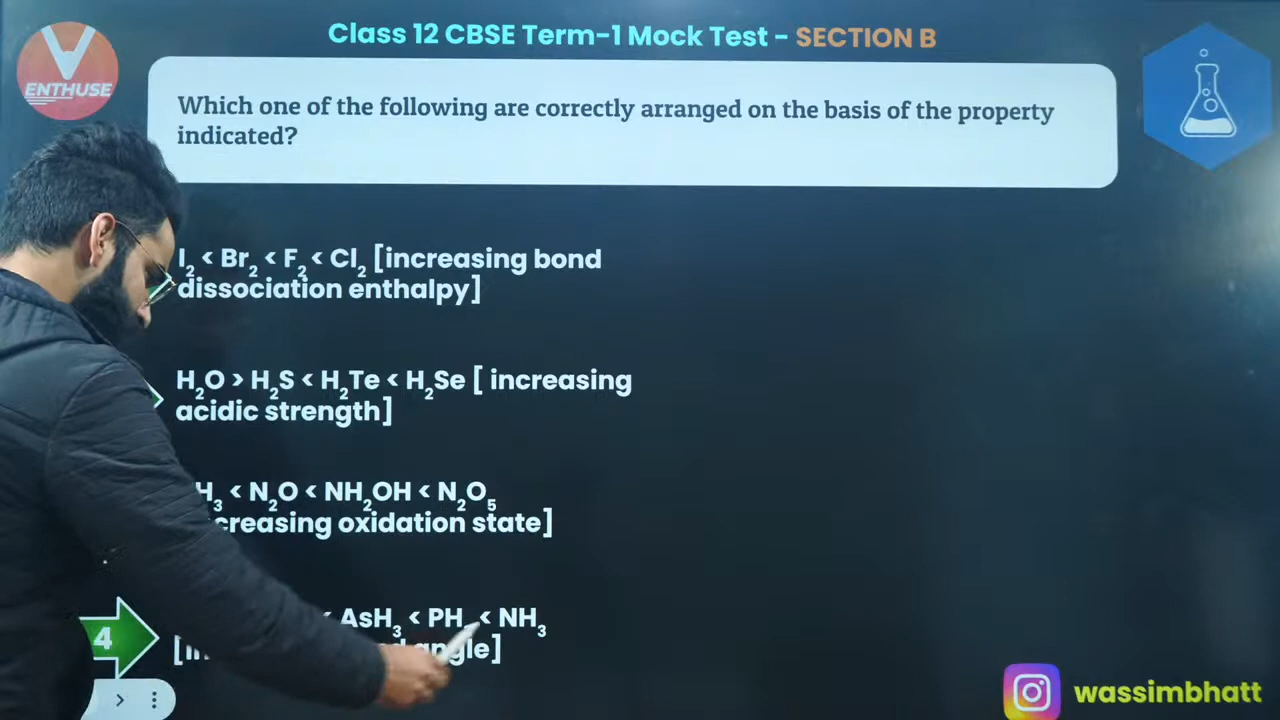 Class 12 CBSE Term-1 Mock Test - SECTION B
V
ENTHUSE
Which one of the following are correctly arranged on the basis of the property
indicated?
I₂ < Br₂ < F₂ < Cl₂ [increasing bond
dissociation enthalpy]
H₂O > H₂S < H₂Te < H₂Se [ increasing
acidic strength]
H₃ < N₂O < NH₂OH < N₂O₅
creasing oxidation state]
4
< AsH₃ < PH < NH₃
[in angle]
wassimbhatt